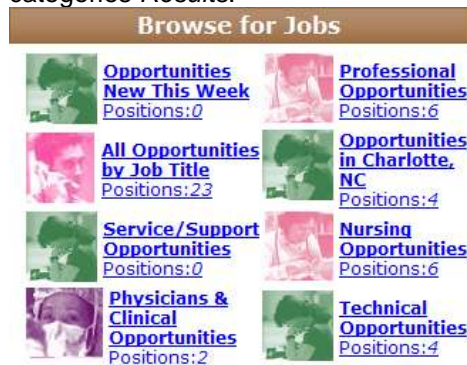 Browse for Jobs
Opportunities
New This Week
Positions:0
Professional
Opportunities
Positions:6
All Opportunities
by Job Title
Positions:23
Opportunities
in Charlotte,
NC
Positions:4
Service/Support
Opportunities
Positions:0
Nursing
Opportunities
Positions:6
Physicians &
Clinical
Opportunities
Positions:2
Technical
Opportunities
Positions:4